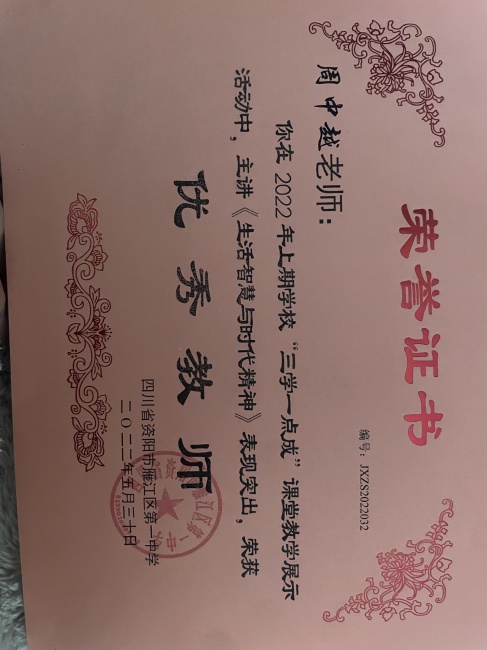 荣誉证书
编号：JXZS2022032
周中越老师：
你在 2022 年上期学校“三学一点成”课堂教学展示
活动中，主讲《生活智慧与时代精神》表现突出，荣获
优秀教师
四川省资阳市雁江区第一中学
二〇二二年五月三十日